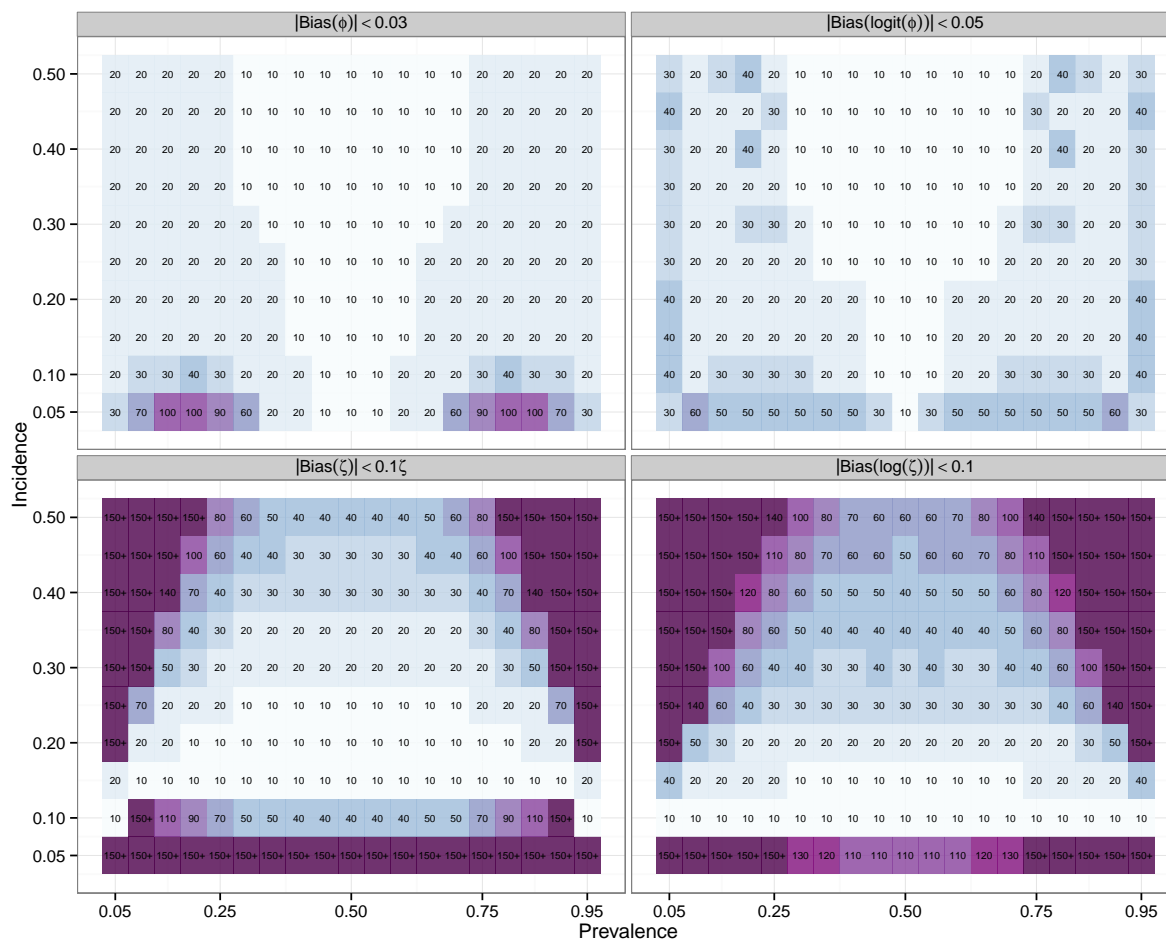 |Bias(ϕ)| < 0.03
|Bias(logit(ϕ))| < 0.05
0.50
20 20 20 20 20 10 10 10 10 10 10 10 10 10 20 20 20 20 20
30 20 30 40 20 10 10 10 10 10 10 10 10 10 20 40 30 20 30
20 20 20 20 20 10 10 10 10 10 10 10 10 10 20 20 20 20 20
40 20 20 20 30 10 10 10 10 10 10 10 10 10 30 20 20 20 40
0.40
20 20 20 20 20 10 10 10 10 10 10 10 10 10 20 20 20 20 20
30 20 20 40 20 10 10 10 10 10 10 10 10 10 20 40 20 20 30
20 20 20 20 20 10 10 10 10 10 10 10 10 10 20 20 20 20 20
30 20 20 20 20 10 10 10 10 10 10 10 10 10 20 20 20 20 30
0.30
20 20 20 20 20 20 10 10 10 10 10 10 10 20 20 20 20 20 20
30 20 20 30 30 20 10 10 10 10 10 10 10 20 30 30 20 20 30
20 20 20 20 20 20 20 10 10 10 10 10 20 20 20 20 20 20 20
30 20 20 20 20 20 10 10 10 10 10 10 10 20 20 20 20 20 30
0.20
20 20 20 20 20 20 20 10 10 10 10 10 20 20 20 20 20 20 20
40 20 20 20 20 20 20 20 10 10 10 20 20 20 20 20 20 20 40
20 20 20 20 20 20 20 10 10 10 10 10 20 20 20 20 20 20 20
40 20 20 20 20 20 20 20 10 10 10 20 20 20 20 20 20 20 40
0.10
20 30 30 40 30 20 20 20 10 10 10 20 20 20 30 40 30 30 20
40 20 30 30 30 30 20 20 10 10 10 20 20 30 30 30 30 20 40
0.05
30 70 100 100 90 60 20 20 10 10 10 20 20 60 90 100 100 70 30
30 60 50 50 50 50 50 50 30 10 30 50 50 50 50 50 50 60 30
|Bias(ζ)| < 0.1ζ
|Bias(log(ζ))| < 0.1
0.50
150+ 150+ 150+ 150+ 80 60 50 40 40 40 40 40 50 60 80 150+ 150+ 150+ 150+
150+ 150+ 150+ 150+ 140 100 80 70 60 60 60 70 80 100 140 150+ 150+ 150+ 150+
150+ 150+ 150+ 100 60 40 40 30 30 30 30 30 40 40 60 100 150+ 150+ 150+
150+ 150+ 150+ 150+ 110 80 70 60 60 50 60 60 70 80 110 150+ 150+ 150+ 150+
0.40
150+ 150+ 140 70 40 30 30 30 30 30 30 30 30 30 40 70 140 150+ 150+
150+ 150+ 150+ 120 80 60 50 50 50 50 50 50 50 60 80 120 150+ 150+ 150+
150+ 150+ 80 40 30 20 20 20 20 20 20 20 20 20 30 40 80 150+ 150+
150+ 150+ 150+ 80 60 50 40 40 40 40 40 40 40 50 60 80 150+ 150+ 150+
0.30
150+ 150+ 50 30 20 20 20 20 20 20 20 20 20 20 20 30 50 150+ 150+
150+ 150+ 100 60 40 40 30 30 40 30 40 30 30 40 40 60 100 150+ 150+
150+ 70 20 20 20 10 10 10 10 10 10 10 10 10 20 20 20 70 150+
150+ 140 60 40 30 30 30 30 30 30 30 30 30 30 30 40 60 140 150+
0.20
150+ 20 20 10 10 10 10 10 10 10 10 10 10 10 10 10 20 20 150+
150+ 50 30 20 20 20 20 20 20 20 20 20 20 20 20 20 30 50 150+
20 10 10 10 10 10 10 10 10 10 10 10 10 10 10 10 10 10 20
40 20 20 20 20 10 10 10 10 10 10 10 10 10 20 20 20 20 40
0.10
10 150+ 110 90 70 50 50 40 40 40 40 40 50 50 70 90 110 150+ 10
10 10 10 10 10 10 10 10 10 10 10 10 10 10 10 10 10 10 10
0.05
150+ 150+ 150+ 150+ 150+ 150+ 150+ 150+ 150+ 150+ 150+ 150+ 150+ 150+ 150+ 150+ 150+ 150+ 150+
150+ 150+ 150+ 150+ 150+ 130 120 110 110 110 110 110 120 130 150+ 150+ 150+ 150+ 150+
0.05 0.25 0.50 0.75 0.95
0.05 0.25 0.50 0.75 0.95
Prevalence
Incidence